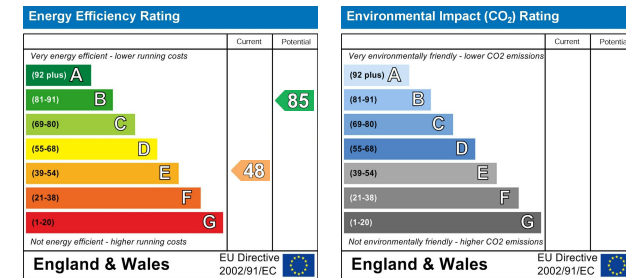 Energy Efficiency Rating
Current Potential
Very energy efficient - lower running costs
(92 plus) A
(81-91) B
85
(69-80) C
(55-68) D
(39-54) E
48
(21-38) F
(1-20) G
Not energy efficient - higher running costs
England & Wales
EU Directive
2002/91/EC
Environmental Impact (CO₂) Rating
Current Potential
Very environmentally friendly - lower CO2 emissions
(92 plus) A
(81-91) B
(69-80) C
(55-68) D
(39-54) E
(21-38) F
(1-20) G
Not environmentally friendly - higher CO2 emissions
England & Wales
EU Directive
2002/91/EC